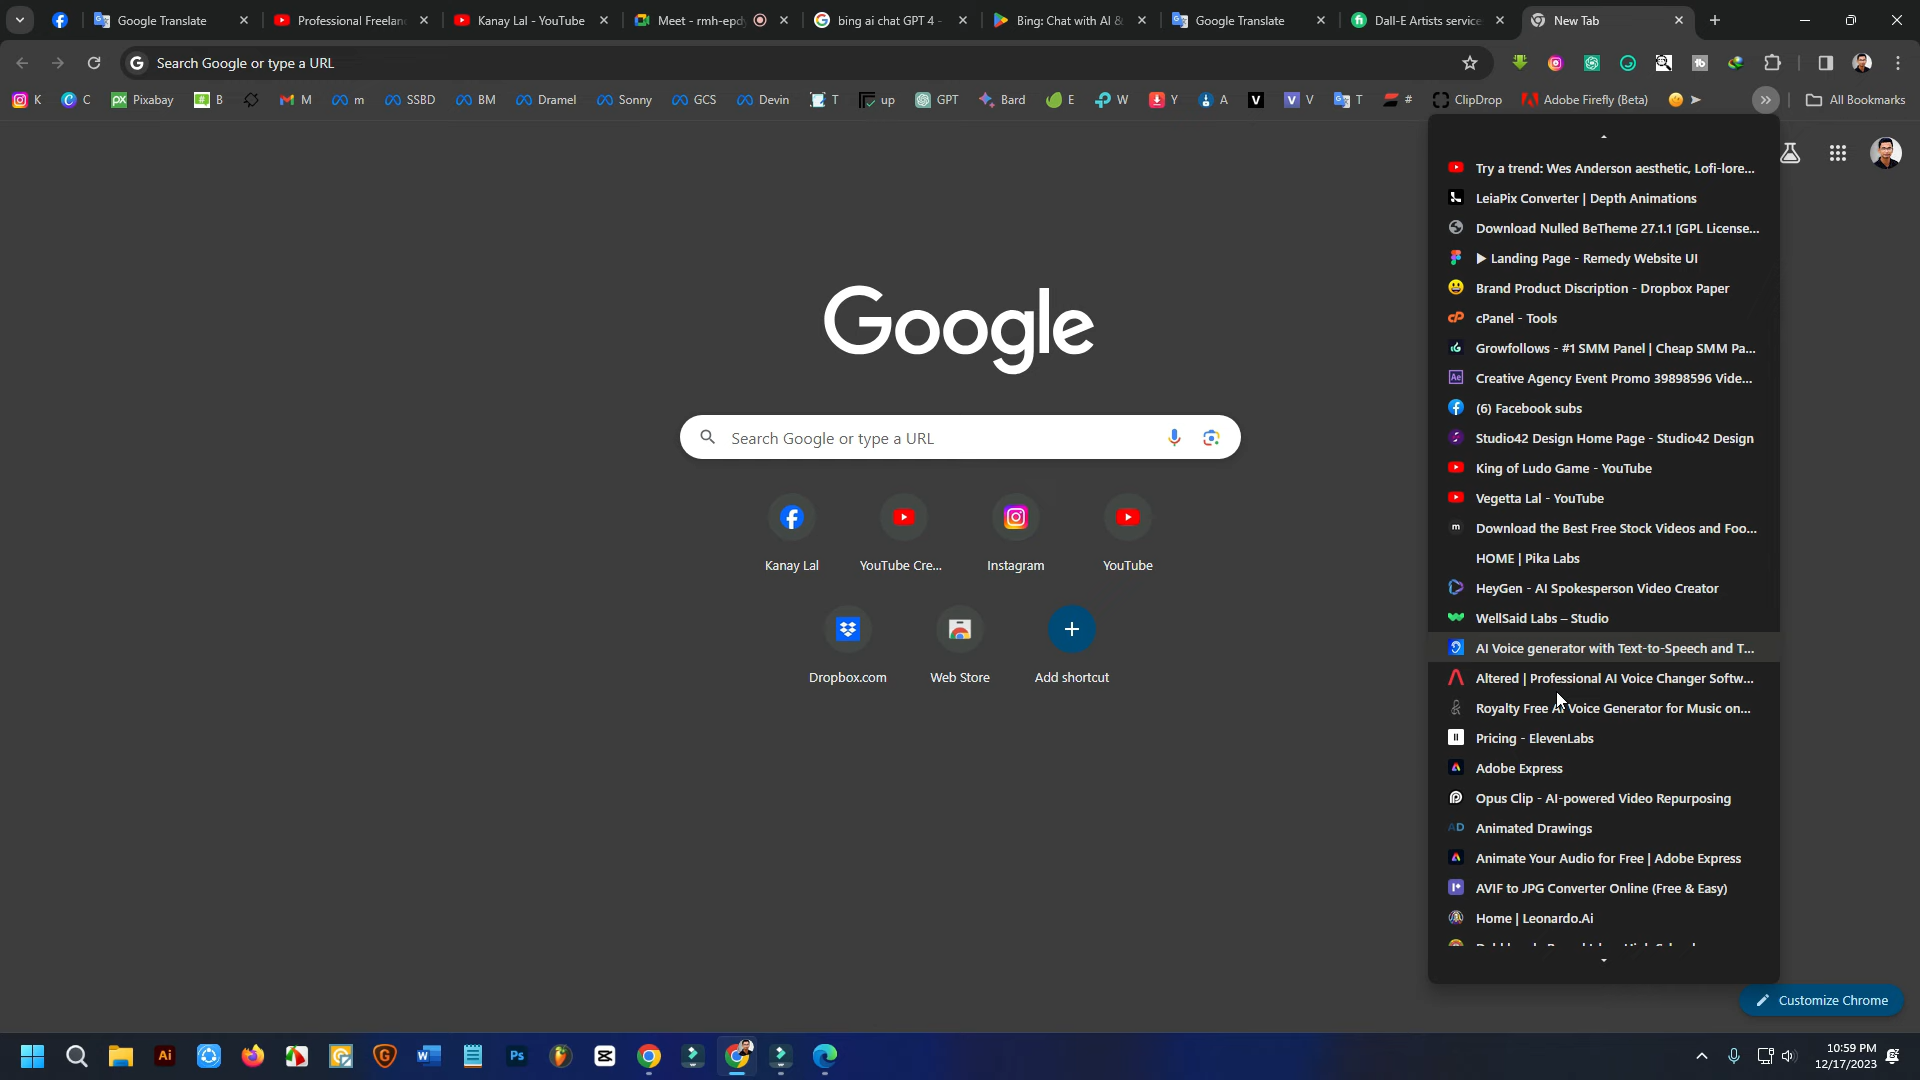 Google Translate
Professional Freelan
Kanay Lal - YouTube
Meet - rmh-epd
bing ai chat GPT 4 -
Bing: Chat with AI &
Google Translate
Dall-E Artists service
New Tab
Search Google or type a URL
K
C
Pixabay
B
M
m
SSBD
BM
Dramel
Sonny
GCS
Devin
T
up
GPT
Bard
E
W
Y
A
V
T
#
ClipDrop
Adobe Firefly (Beta)
All Bookmarks
Try a trend: Wes Anderson aesthetic, Lofi-lore...
LeiaPix Converter | Depth Animations
Download Nulled BeTheme 27.1.1 [GPL License...
▶ Landing Page - Remedy Website UI
Brand Product Discription - Dropbox Paper
cPanel - Tools
Growfollows - #1 SMM Panel | Cheap SMM Pa...
Creative Agency Event Promo 39898596 Vide...
(6) Facebook subs
Studio42 Design Home Page - Studio42 Design
King of Ludo Game - YouTube
Vegetta Lal - YouTube
Download the Best Free Stock Videos and Foo...
HOME | Pika Labs
HeyGen - AI Spokesperson Video Creator
WellSaid Labs – Studio
AI Voice generator with Text-to-Speech and T...
Altered | Professional AI Voice Changer Softw...
Royalty Free AI Voice Generator for Music on...
Pricing - ElevenLabs
Adobe Express
Opus Clip - AI-powered Video Repurposing
Animated Drawings
Animate Your Audio for Free | Adobe Express
AVIF to JPG Converter Online (Free & Easy)
Home | Leonardo.Ai
Google
Search Google or type a URL
Kanay Lal
YouTube Cre...
Instagram
YouTube
Dropbox.com
Web Store
Add shortcut
Customize Chrome
10:59 PM
12/17/2023